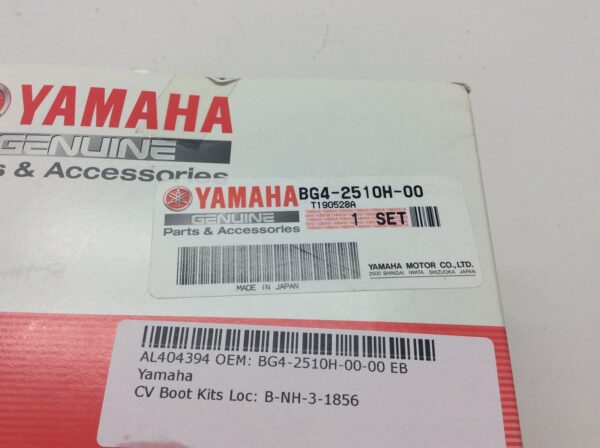 YAMAHA
GENUINE
s & Accessories
YAMAHA
GENUINE
Parts & Accessories
BG4-2510H-00
T190528A
1 SET
MADE IN JAPAN
YAMAHA MOTOR CO.,LTD.
2500 SHINGAI IWATA SHIZUOKA JAPAN
AL404394 OEM: BG4-2510H-00-00 EB
Yamaha
CV Boot Kits Loc: B-NH-3-1856